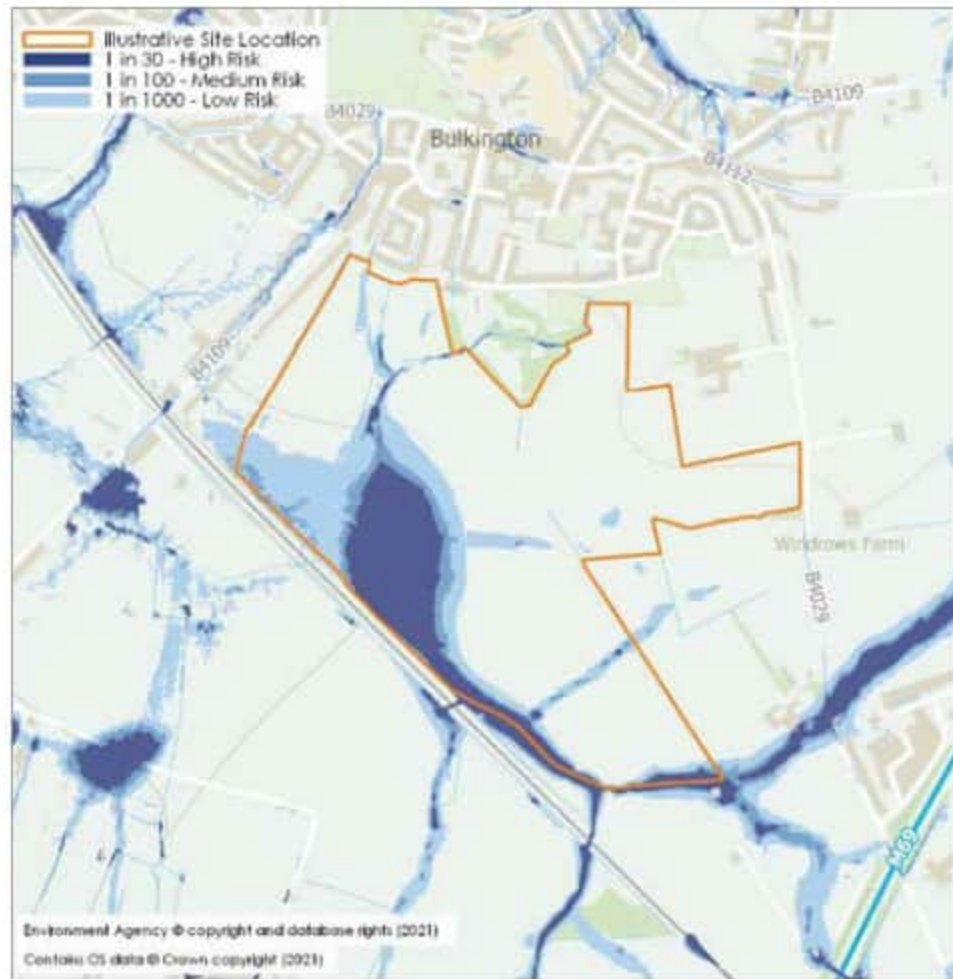 Illustrative Site Location
1 in 30 - High Risk
1 in 100 - Medium Risk
1 in 1000 - Low Risk
B4029
Bulkington
B4109
B4112
B4109
Windrows Farm
B4029
M69
Environment Agency © copyright and database rights (2021)
Contains OS data © Crown copyright (2021)